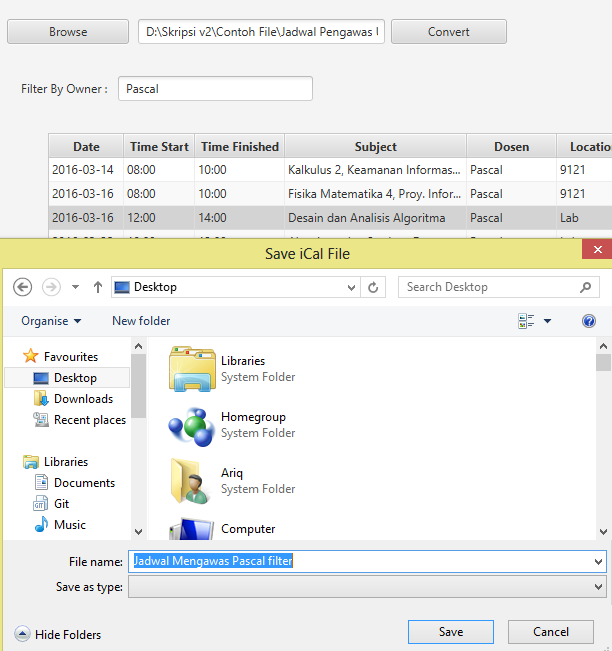 Browse D:\Skripsi v2\Contoh File\Jadwal Pengawas Convert
Filter By Owner : Pascal
Date Time Start Time Finished Subject Dosen Locatio
2016-03-14 08:00 10:00 Kalkulus 2, Keamanan Informas... Pascal 9121
2016-03-16 08:00 10:00 Fisika Matematika 4, Proy. Infor... Pascal 9121
2016-03-16 12:00 14:00 Desain dan Analisis Algoritma Pascal Lab
Save iCal File
Desktop Search Desktop
Organise New folder
Favourites
Desktop
Downloads
Recent places
Libraries
Documents
Git
Music
Libraries
System Folder
Homegroup
System Folder
Ariq
System Folder
Computer
File name: Jadwal Mengawas Pascal filter
Save as type:
Hide Folders Save Cancel